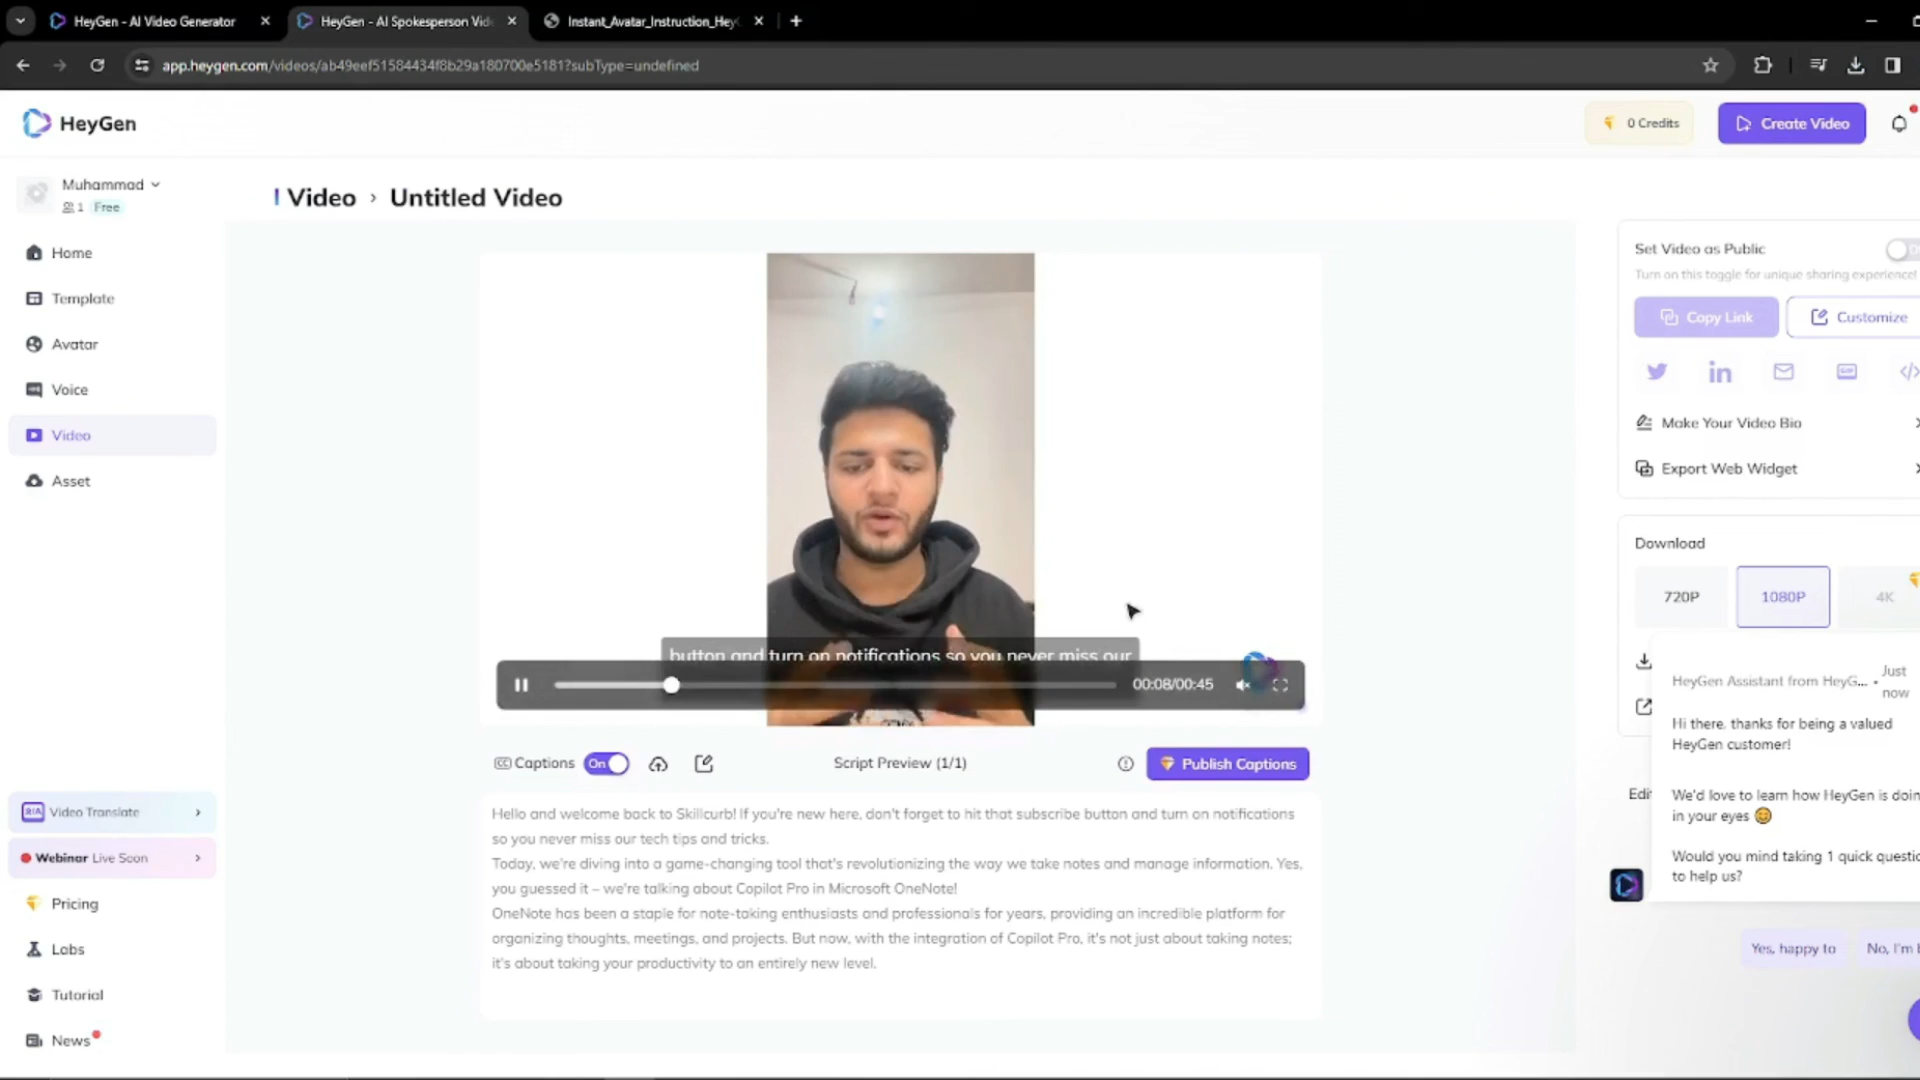 HeyGen - AI Video Generator
HeyGen - AI Spokesperson Vid
Instant_Avatar_Instruction_Hey
app.heygen.com/videos/ab49eef51584434f8b29a180700e5181?subType=undefined
HeyGen
0 Credits
Create Video
Muhammad
1 Free
Video › Untitled Video
Home
Template
Avatar
Voice
Video
Asset
Set Video as Public
Turn on this toggle for unique sharing experience!
Copy Link
Customize
GIF
Make Your Video Bio
Export Web Widget
Download
720P
1080P
4K
button and turn on notifications so you never miss our
00:08/00:45
CC Captions
On
Script Preview (1/1)
Publish Captions
Hello and welcome back to Skillcurb! If you're new here, don't forget to hit that subscribe button and turn on notifications
so you never miss our tech tips and tricks.
Today, we're diving into a game-changing tool that's revolutionizing the way we take notes and manage information. Yes,
you guessed it – we're talking about Copilot Pro in Microsoft OneNote!
OneNote has been a staple for note-taking enthusiasts and professionals for years, providing an incredible platform for
organizing thoughts, meetings, and projects. But now, with the integration of Copilot Pro, it's not just about taking notes;
it's about taking your productivity to an entirely new level.
HeyGen Assistant from HeyG... • Just now
Hi there, thanks for being a valued
HeyGen customer!
We'd love to learn how HeyGen is doin
in your eyes 😊
Would you mind taking 1 quick questio
to help us?
Edi
Yes, happy to
No, I'm b
Video Translate
Webinar Live Soon
Pricing
Labs
Tutorial
News